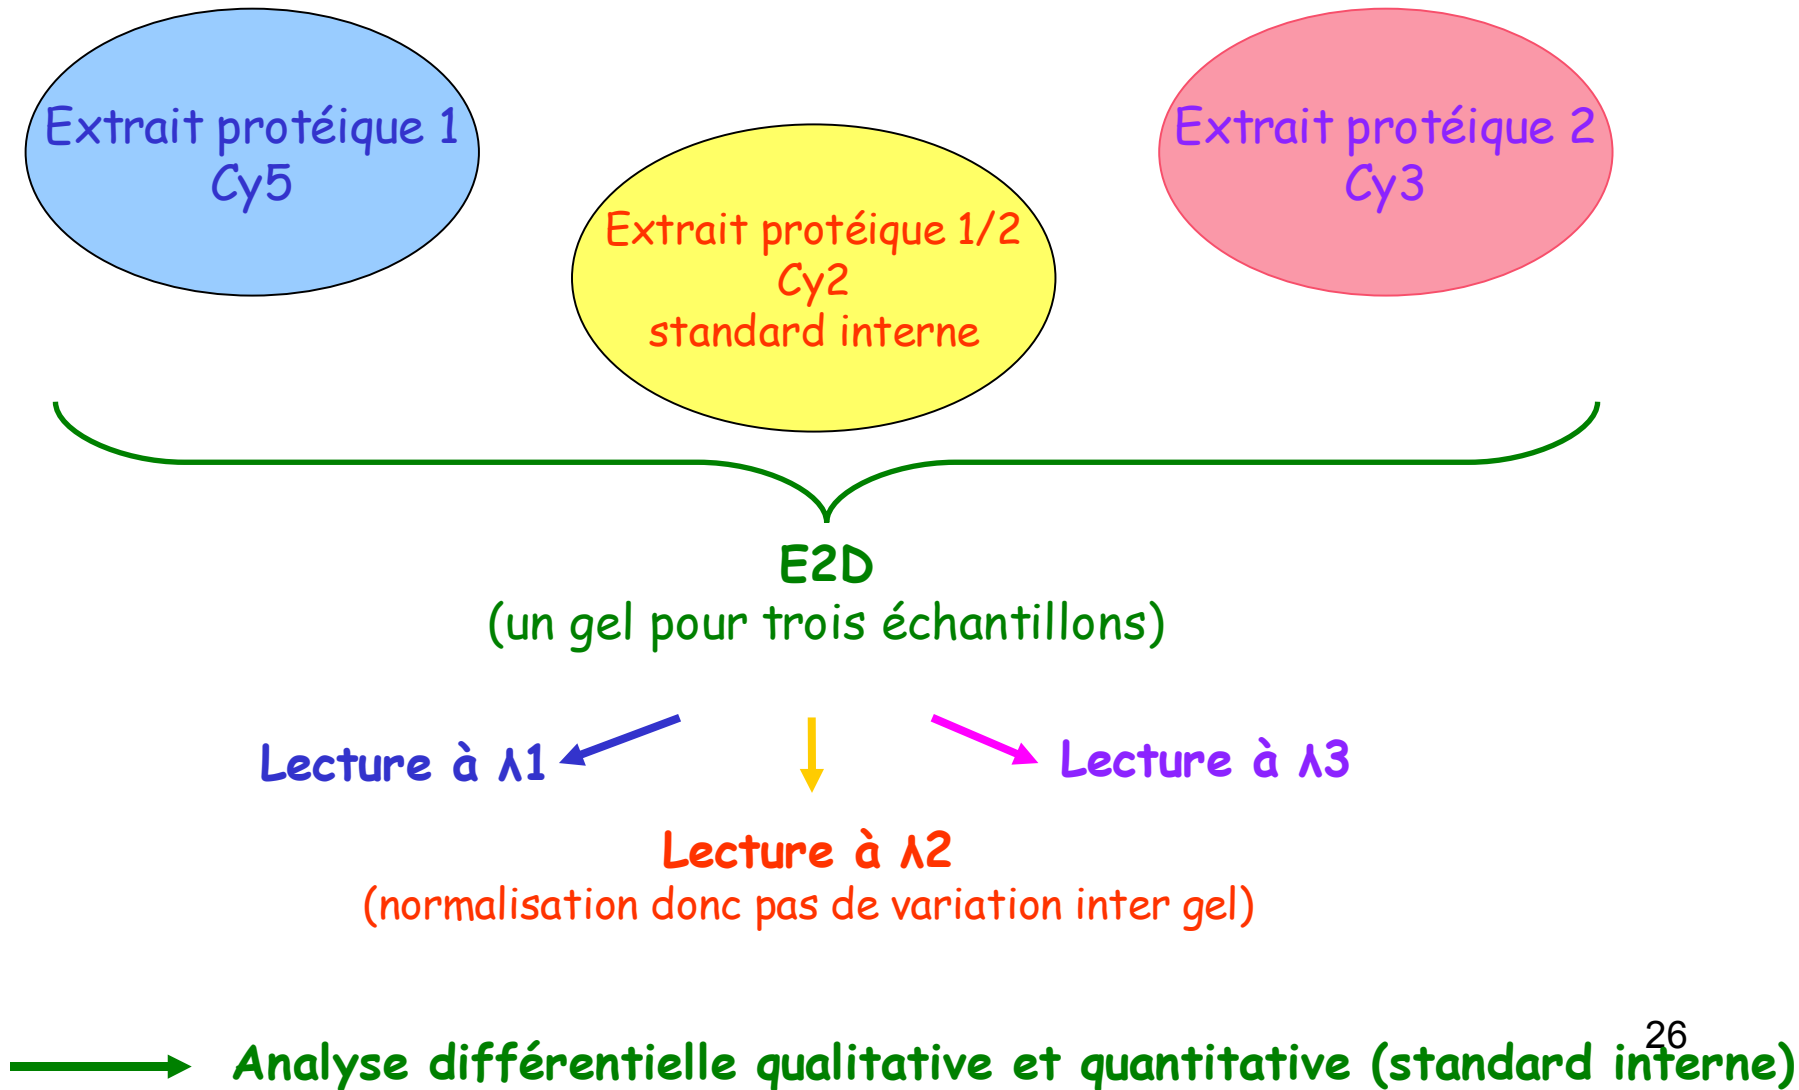 Extrait protéique 1
Cy5
Extrait protéique 1/2
Cy2
standard interne
Extrait protéique 2
Cy3
E2D
(un gel pour trois échantillons)
Lecture à λ1
Lecture à λ3
Lecture à λ2
(normalisation donc pas de variation inter gel)
26
Analyse différentielle qualitative et quantitative (standard interne)